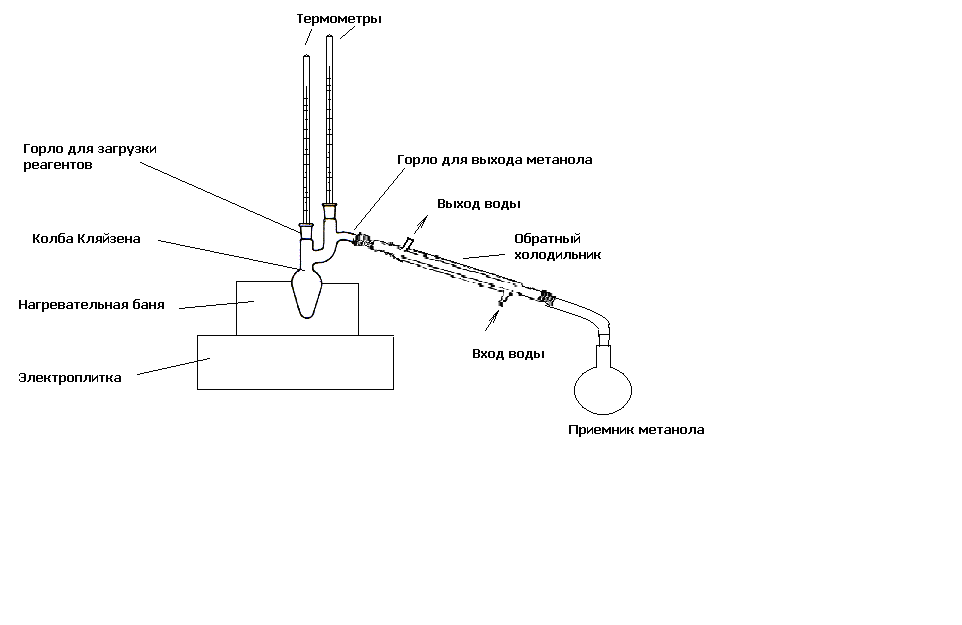 Термометры
Горло для загрузки
реагентов
Горло для выхода метанола
Выход воды
Колба Кляйзена
Обратный
холодильник
Нагревательная баня
Вход воды
Электроплитка
Приемник метанола